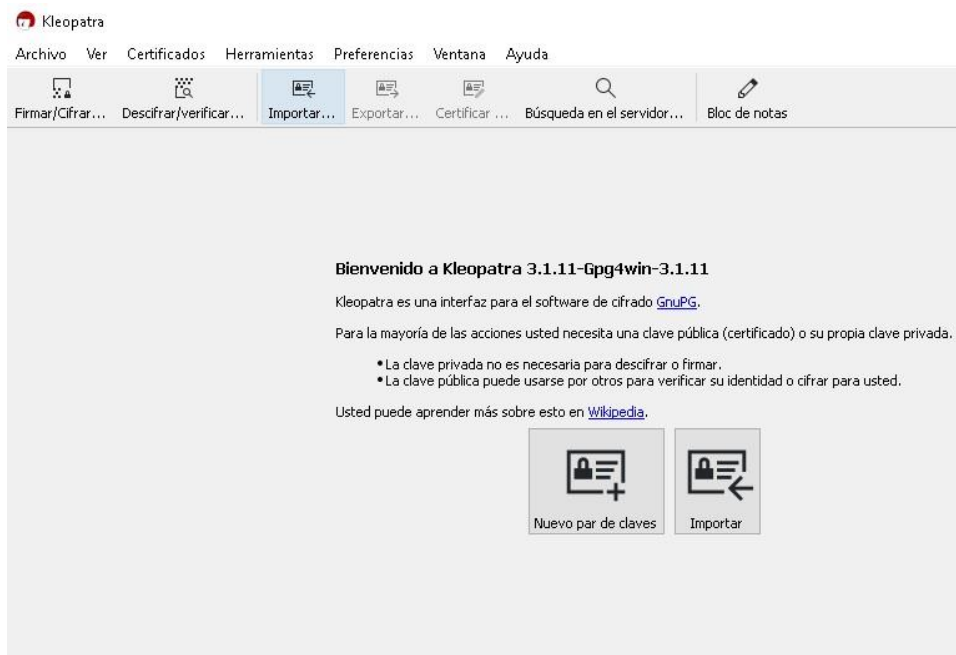 Kleopatra
Archivo Ver Certificados Herramientas Preferencias Ventana Ayuda
Firmar/Cifrar... Descifrar/verificar... Importar... Exportar... Certificar ... Búsqueda en el servidor... Bloc de notas
Bienvenido a Kleopatra 3.1.11-Gpg4win-3.1.11
Kleopatra es una interfaz para el software de cifrado GnuPG.
Para la mayoría de las acciones usted necesita una clave pública (certificado) o su propia clave privada.
•La clave privada no es necesaria para descifrar o firmar.
•La clave pública puede usarse por otros para verificar su identidad o cifrar para usted.
Usted puede aprender más sobre esto en Wikipedia.
Nuevo par de claves Importar